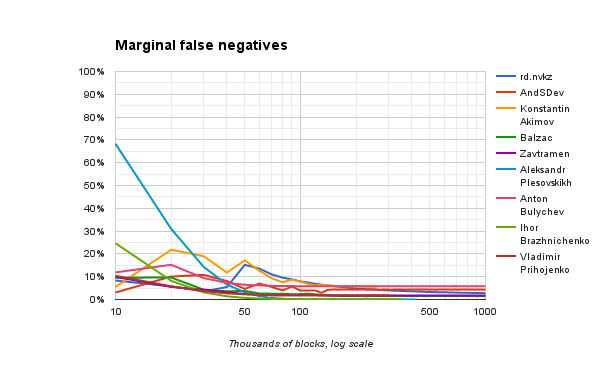 Marginal false negatives
100%
90%
80%
70%
60%
50%
40%
30%
20%
10%
0%
10
50
100
500
1000
Thousands of blocks, log scale
rd.nvkz
AndSDev
Konstantin
Akimov
Balzac
Zavtramen
Aleksandr
Plesovskikh
Anton
Bulychev
Ihor
Brazhnichenko
Vladimir
Prihojenko